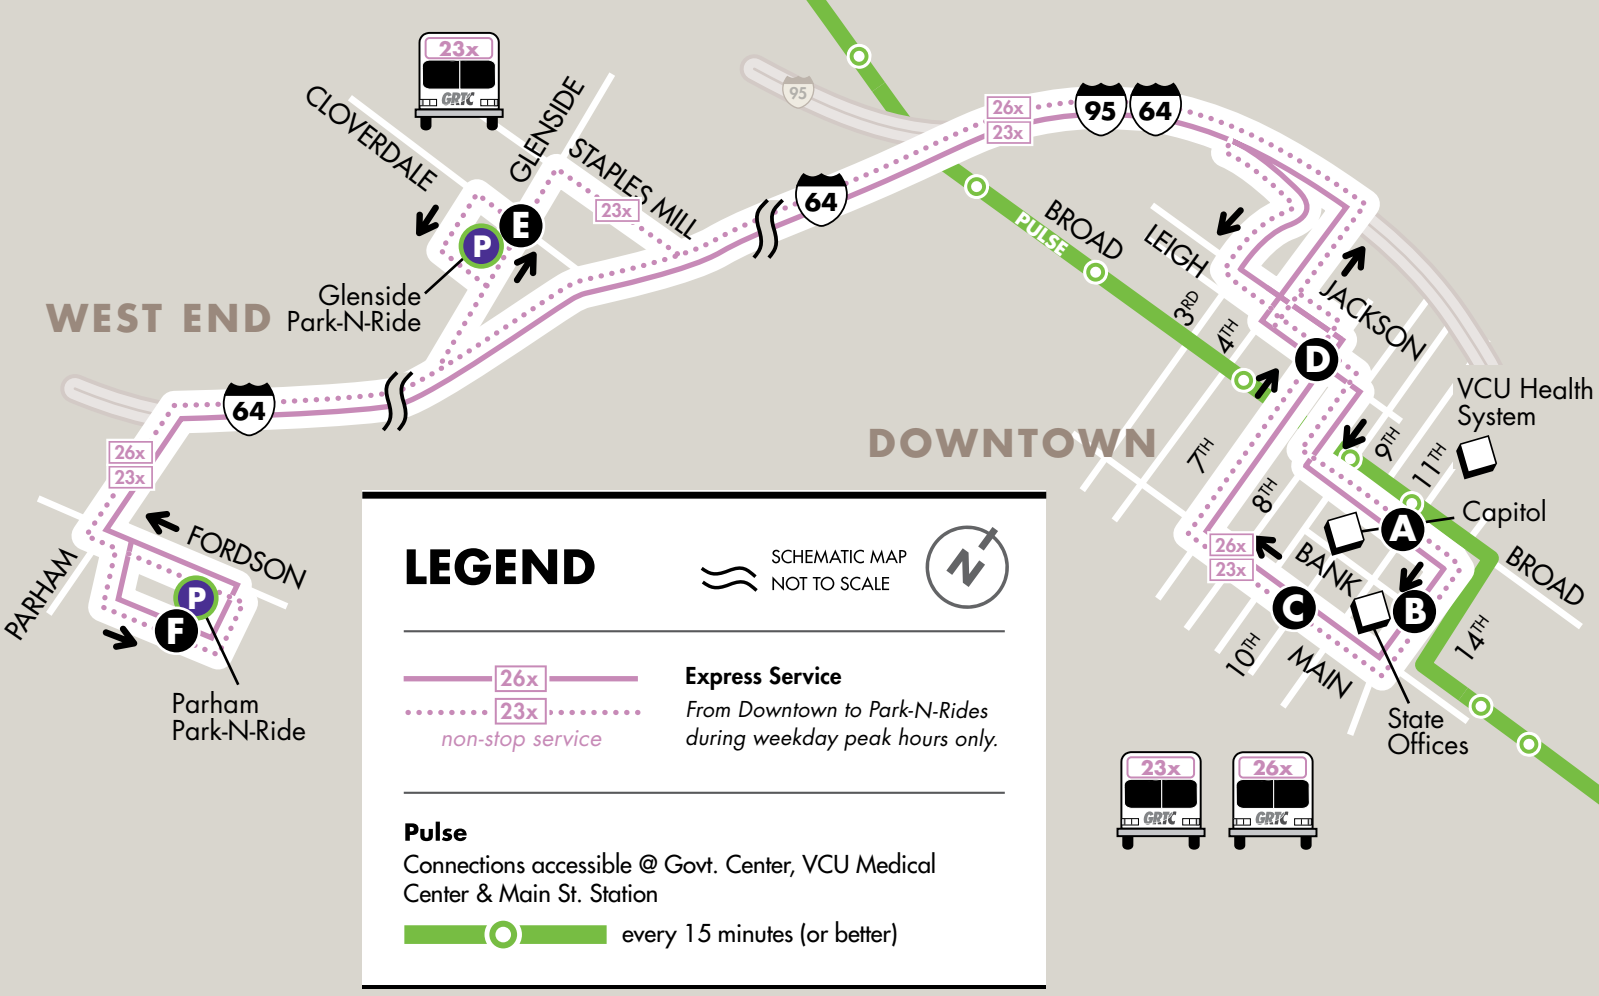 23x
GRTC
95
CLOVERDALE
GLENSIDE
STAPLES MILL
23x
E
P
Glenside
Park-N-Ride
WEST END
64
26x
23x
95
64
64
BROAD
PULSE
LEIGH
3RD
4TH
JACKSON
D
VCU Health
System
DOWNTOWN
7TH
8TH
9TH
11TH
Capitol
A
26x
23x
BANK
BROAD
C
B
14TH
10TH
MAIN
State
Offices
26x
23x
FORDSON
PARHAM
P
F
Parham
Park-N-Ride
23x
GRTC
26x
GRTC
LEGEND
SCHEMATIC MAP
NOT TO SCALE
N
26x
23x
non-stop service
Express Service
From Downtown to Park-N-Rides
during weekday peak hours only.
Pulse
Connections accessible @ Govt. Center, VCU Medical
Center & Main St. Station
every 15 minutes (or better)